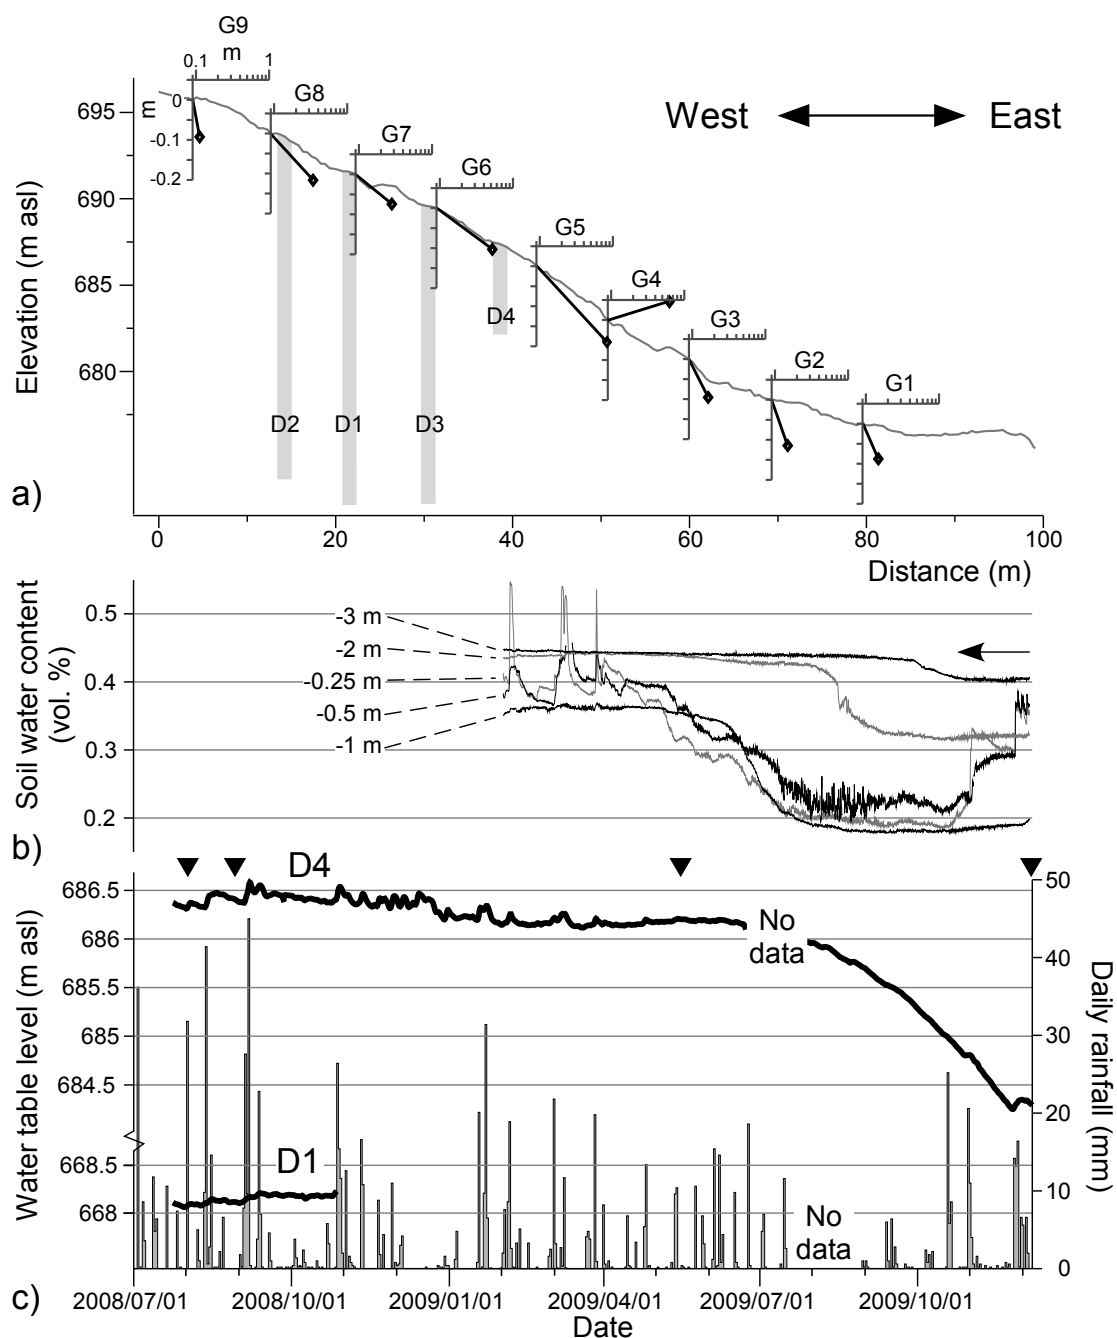 G9
m
0.1 1
G8
G7
G6
G5
G4
G3
G2
G1
West East
m
0
-0.1
-0.2
Elevation (m asl)
695
690
685
680
D2 D1 D3 D4
a)
0 20 40 60 80 100
Distance (m)
Soil water content
(vol. %)
0.5
0.4
0.3
0.2
-3 m
-2 m
-0.25 m
-0.5 m
-1 m
b)
D4
Water table level (m asl)
686.5
686
685.5
685
684.5
668.5
668
D1
No
data
No
data
50
40
30
20
10
0
Daily rainfall (mm)
c)
2008/07/01 2008/10/01 2009/01/01 2009/04/01 2009/07/01 2009/10/01
Date